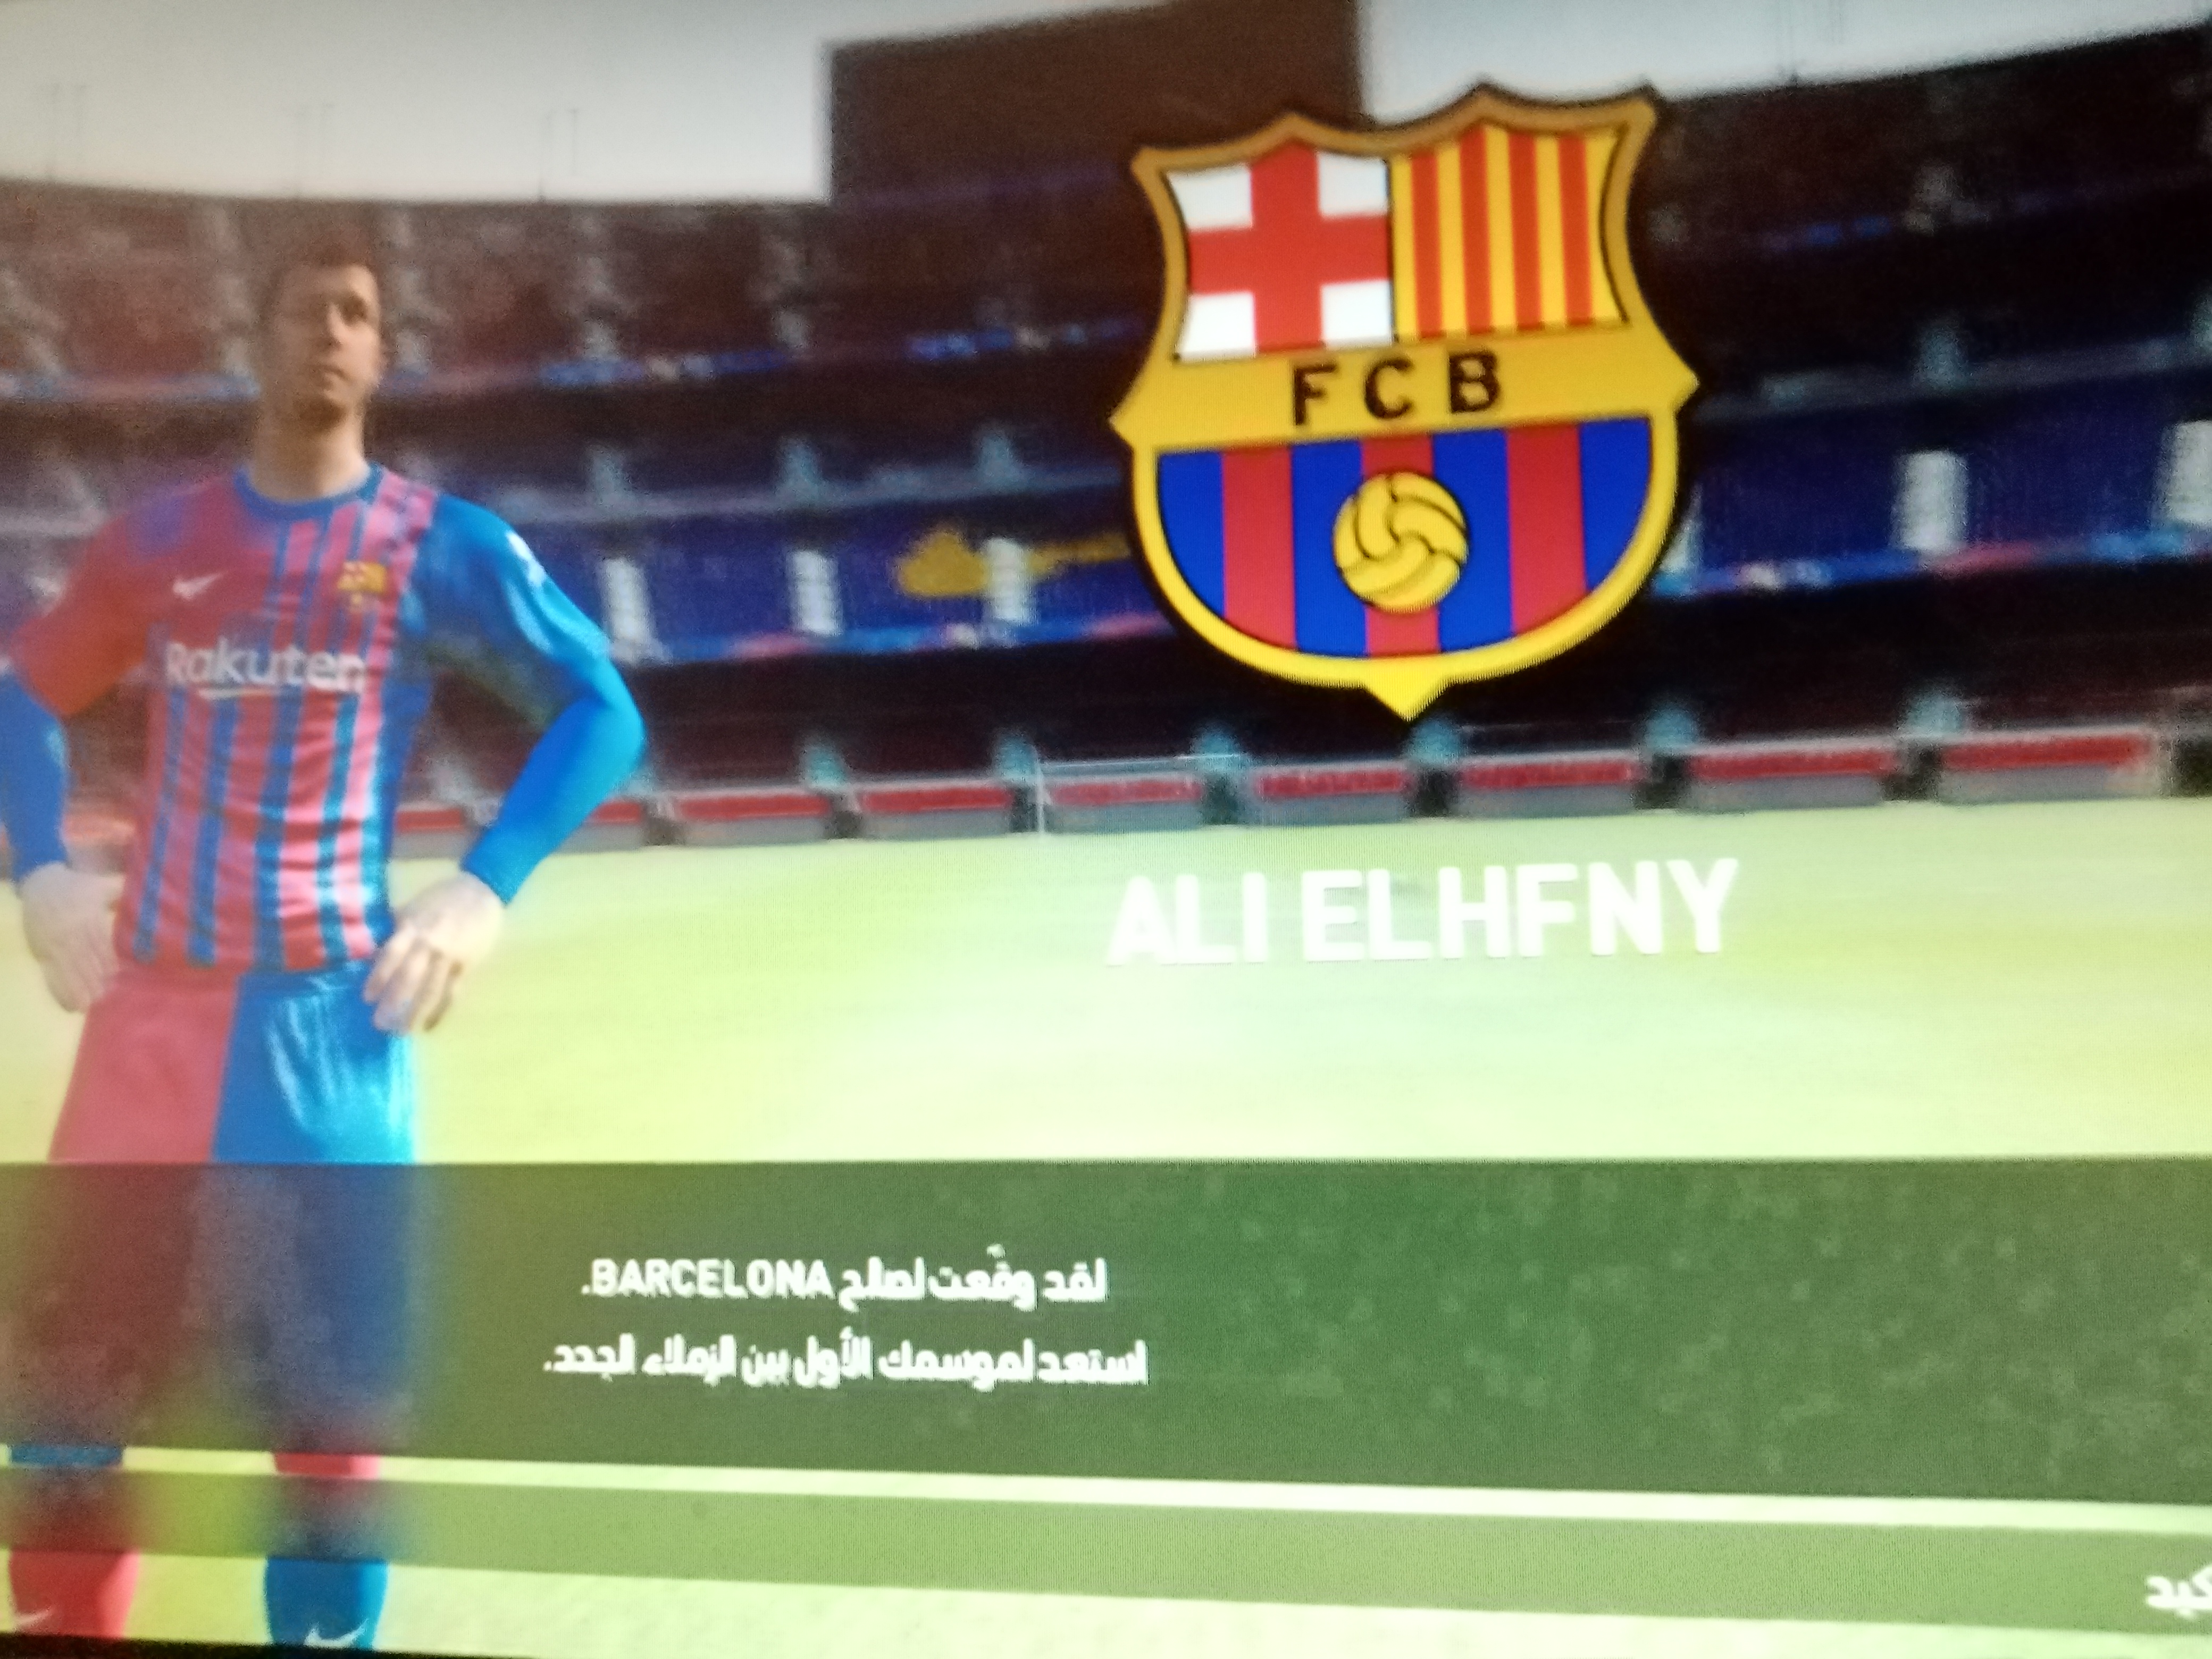 FCB
Rakuten
ALI ELHFNY
لقد وقّعت لصالح BARCELONA.
استعد لموسمك الأول بين الزملاء الجدد.